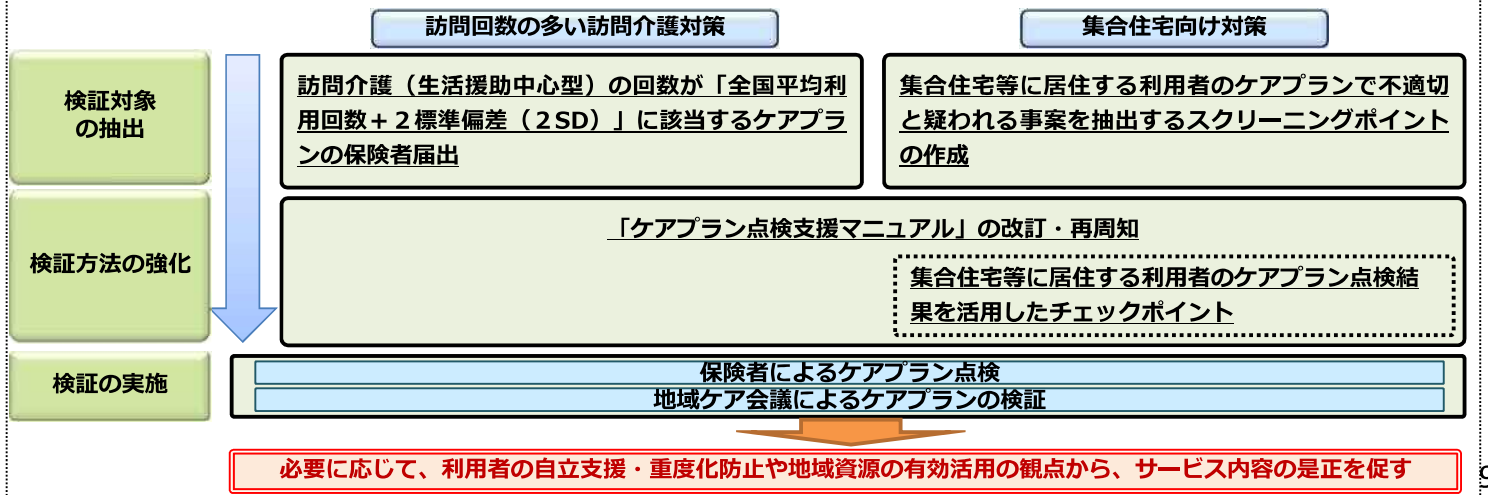 訪問回数の多い訪問介護対策
集合住宅向け対策
検証対象
の抽出
訪問介護（生活援助中心型）の回数が「全国平均利
用回数＋２標準偏差（２SD）」に該当するケアプラ
ンの保険者届出
集合住宅等に居住する利用者のケアプランで不適切
と疑われる事案を抽出するスクリーニングポイント
の作成
検証方法の強化
「ケアプラン点検支援マニュアル」の改訂・再周知
集合住宅等に居住する利用者のケアプラン点検結
果を活用したチェックポイント
検証の実施
保険者によるケアプラン点検
地域ケア会議によるケアプランの検証
必要に応じて、利用者の自立支援・重度化防止や地域資源の有効活用の観点から、サービス内容の是正を促す